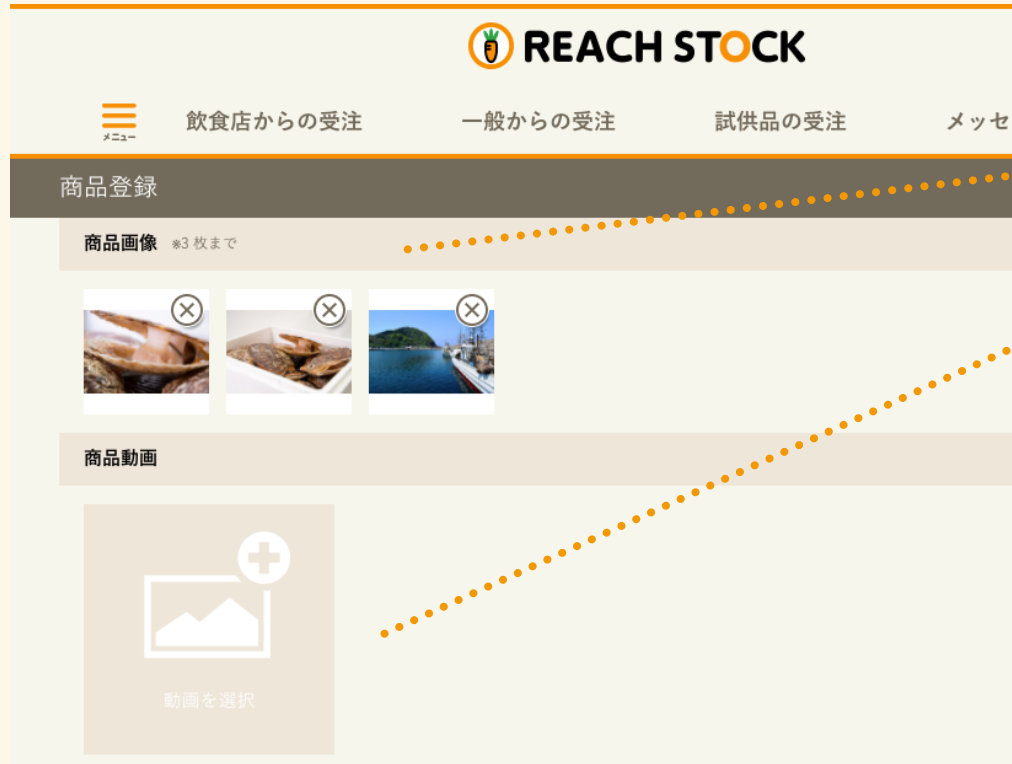 REACH STOCK
メニュー
飲食店からの受注
一般からの受注
試供品の受注
メッセ
商品登録
商品画像 ※3枚まで
商品動画
動画を選択